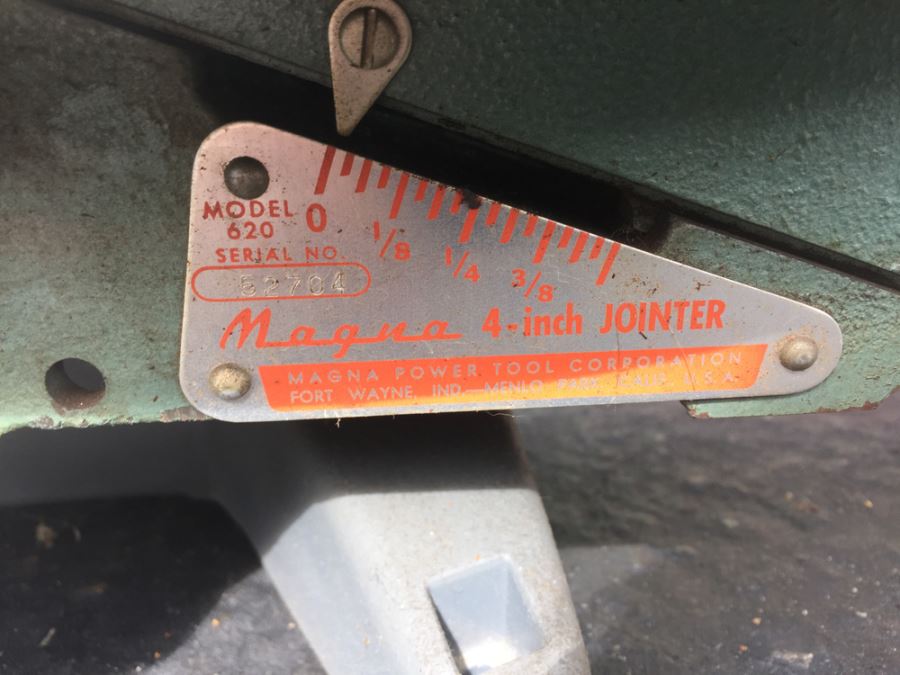 MODEL
620
SERIAL NO.
52704
0 1/8 1/4 3/8
Magna 4-inch JOINTER
MAGNA POWER TOOL CORPORATION
FORT WAYNE, IND. MENLO PARK, CALIF. U.S.A.